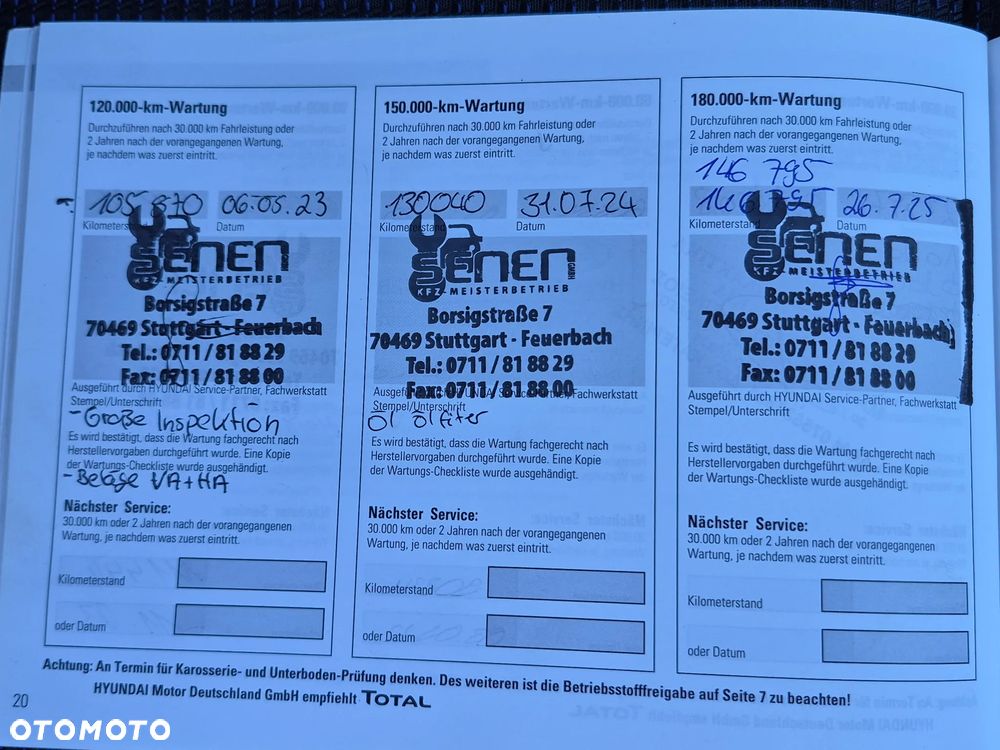 120.000-km-Wartung
Durchzuführen nach 30.000 km Fahrleistung oder
2 Jahren nach der vorangegangenen Wartung,
je nachdem was zuerst eintritt.
105 870 06.05.23
Kilometers Datum
SENEN
KFZ-MEISTERBETRIEB
Borsigstraße 7
70469 Stuttgart-Feuerbach
Tel.: 0711/81 88 29
Fax: 0711/81 88 00
Ausgeführt durch HYUNDAI Service-Partner, Fachwerkstatt
Stempel/Unterschrift
- Große Inspektion
Es wird bestätigt, dass die Wartung fachgerecht nach
Herstellervorgaben durchgeführt wurde. Eine Kopie
der Wartungs-Checkliste wurde ausgehändigt.
- Beläge VA+HA
Nächster Service:
30.000 km oder 2 Jahren nach der vorangegangenen
Wartung, je nachdem was zuerst eintritt.
Kilometerstand
oder Datum
150.000-km-Wartung
Durchzuführen nach 30.000 km Fahrleistung oder
2 Jahren nach der vorangegangenen Wartung,
je nachdem was zuerst eintritt.
130040 31.07.24
Kilometerstand Datum
SENEN GMBH
KFZ-MEISTERBETRIEB
Borsigstraße 7
70469 Stuttgart - Feuerbach
Tel.: 0711/81 88 29
Fax: 0711/81 88 00
Ausgeführt durch HYUNDAI Service-Partner, Fachwerkstatt
Stempel/Unterschrift
Öl Ölfilter
Es wird bestätigt, dass die Wartung fachgerecht nach
Herstellervorgaben durchgeführt wurde. Eine Kopie
der Wartungs-Checkliste wurde ausgehändigt.
Nächster Service:
30.000 km oder 2 Jahren nach der vorangegangenen
Wartung, je nachdem was zuerst eintritt.
Kilometerstand
oder Datum
180.000-km-Wartung
Durchzuführen nach 30.000 km Fahrleistung oder
2 Jahren nach der vorangegangenen Wartung,
je nachdem was zuerst eintritt.
146 795
146 795 26.7.25
Kilometerstand Datum
SENEN
KFZ-MEISTERBETRIEB
Borsigstraße 7
70469 Stuttgart - Feuerbach
Tel.: 0711/81 88 29
Fax: 0711/81 88 00
Ausgeführt durch HYUNDAI Service-Partner, Fachwerkstatt
Stempel/Unterschrift
Es wird bestätigt, dass die Wartung fachgerecht nach
Herstellervorgaben durchgeführt wurde. Eine Kopie
der Wartungs-Checkliste wurde ausgehändigt.
Nächster Service:
30.000 km oder 2 Jahren nach der vorangegangenen
Wartung, je nachdem was zuerst eintritt.
Kilometerstand
oder Datum
Achtung: An Termin für Karosserie- und Unterboden-Prüfung denken. Des weiteren ist die Betriebsstofffreigabe auf Seite 7 zu beachten!
20 HYUNDAI Motor Deutschland GmbH empfiehlt TOTAL
OTOMOTO